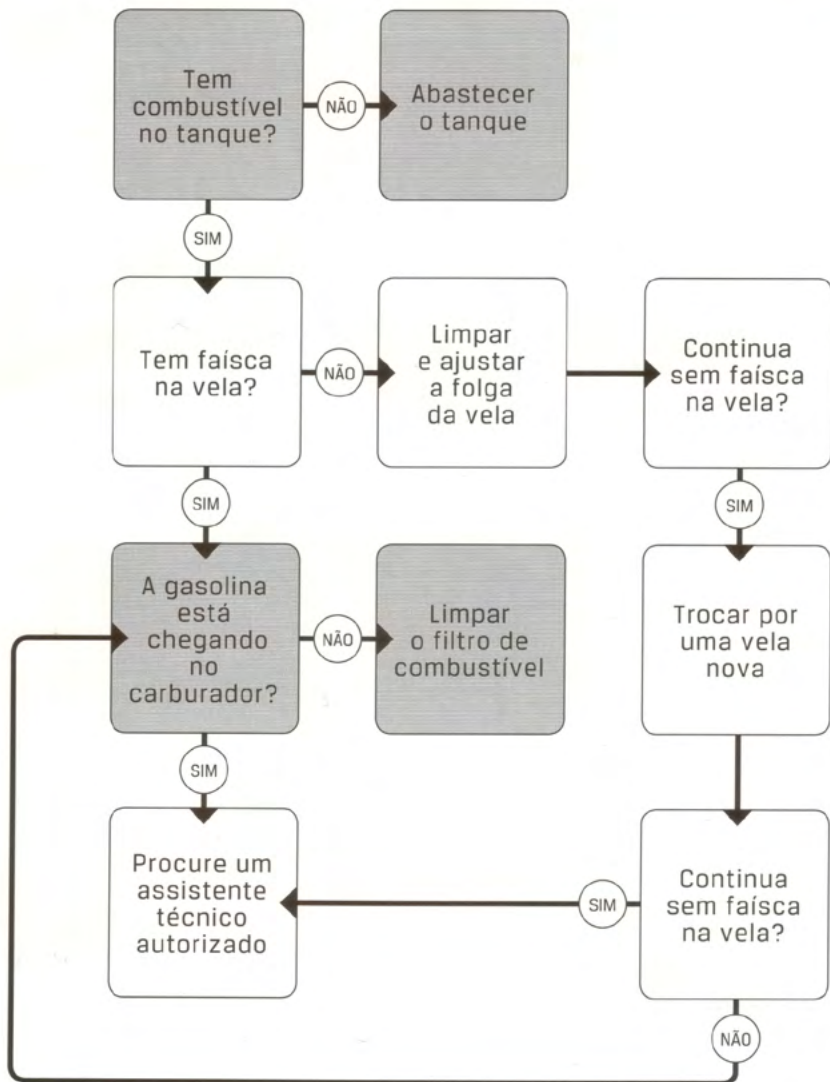 Tem
combustível
no tanque?
NÃO
Abastecer
o tanque
SIM
Tem faísca
na vela?
NÃO
Limpar
e ajustar
a folga
da vela
Continua
sem faísca
na vela?
SIM
SIM
A gasolina
está
chegando
no
carburador?
NÃO
Limpar
o filtro de
combustível
Trocar por
uma vela
nova
SIM
Procure um
assistente
técnico
autorizado
SIM
Continua
sem faísca
na vela?
NÃO